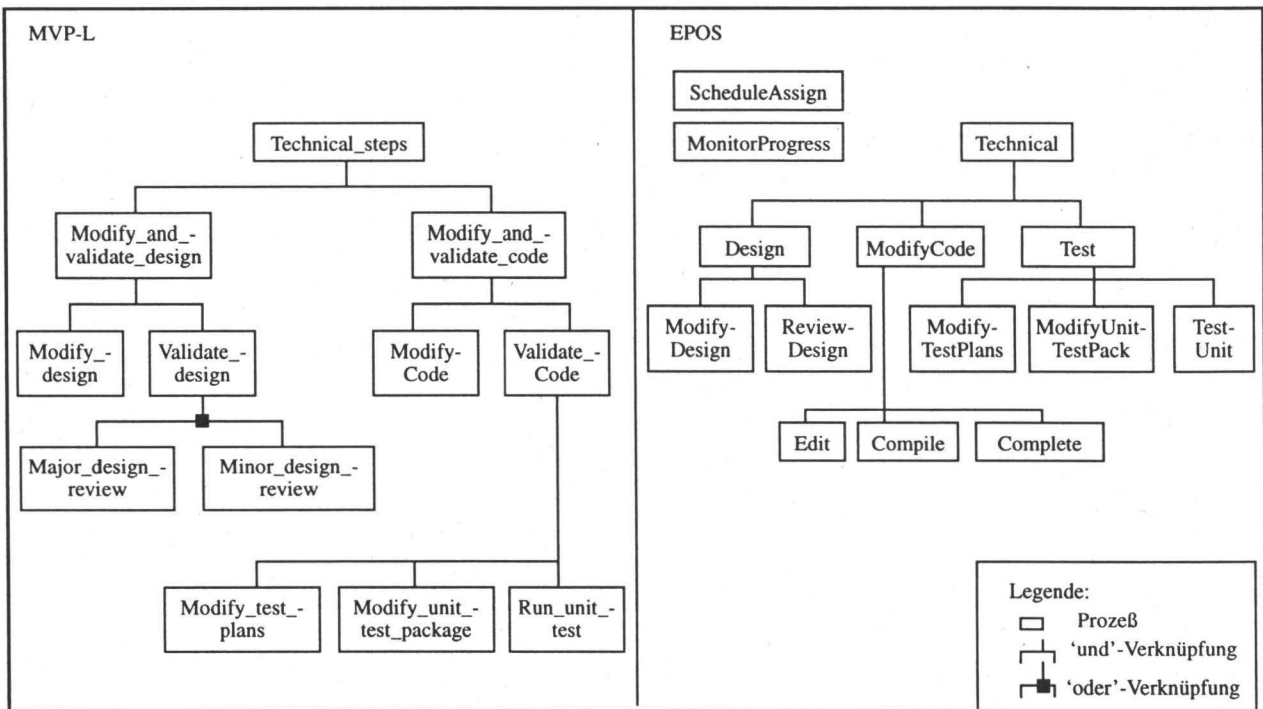 MVP-L
Technical_steps
Modify_and_-
validate_design
Modify_and_-
validate_code
Modify_-
design
Validate_-
design
Modify-
Code
Validate_-
Code
Major_design_-
review
Minor_design_-
review
Modify_test_-
plans
Modify_unit_-
test_package
Run_unit_-
test
EPOS
ScheduleAssign
MonitorProgress
Technical
Design
ModifyCode
Test
Modify-
Design
Review-
Design
Modify-
TestPlans
ModifyUnit-
TestPack
Test-
Unit
Edit
Compile
Complete
Legende:
Prozeß
‘und’-Verknüpfung
‘oder’-Verknüpfung